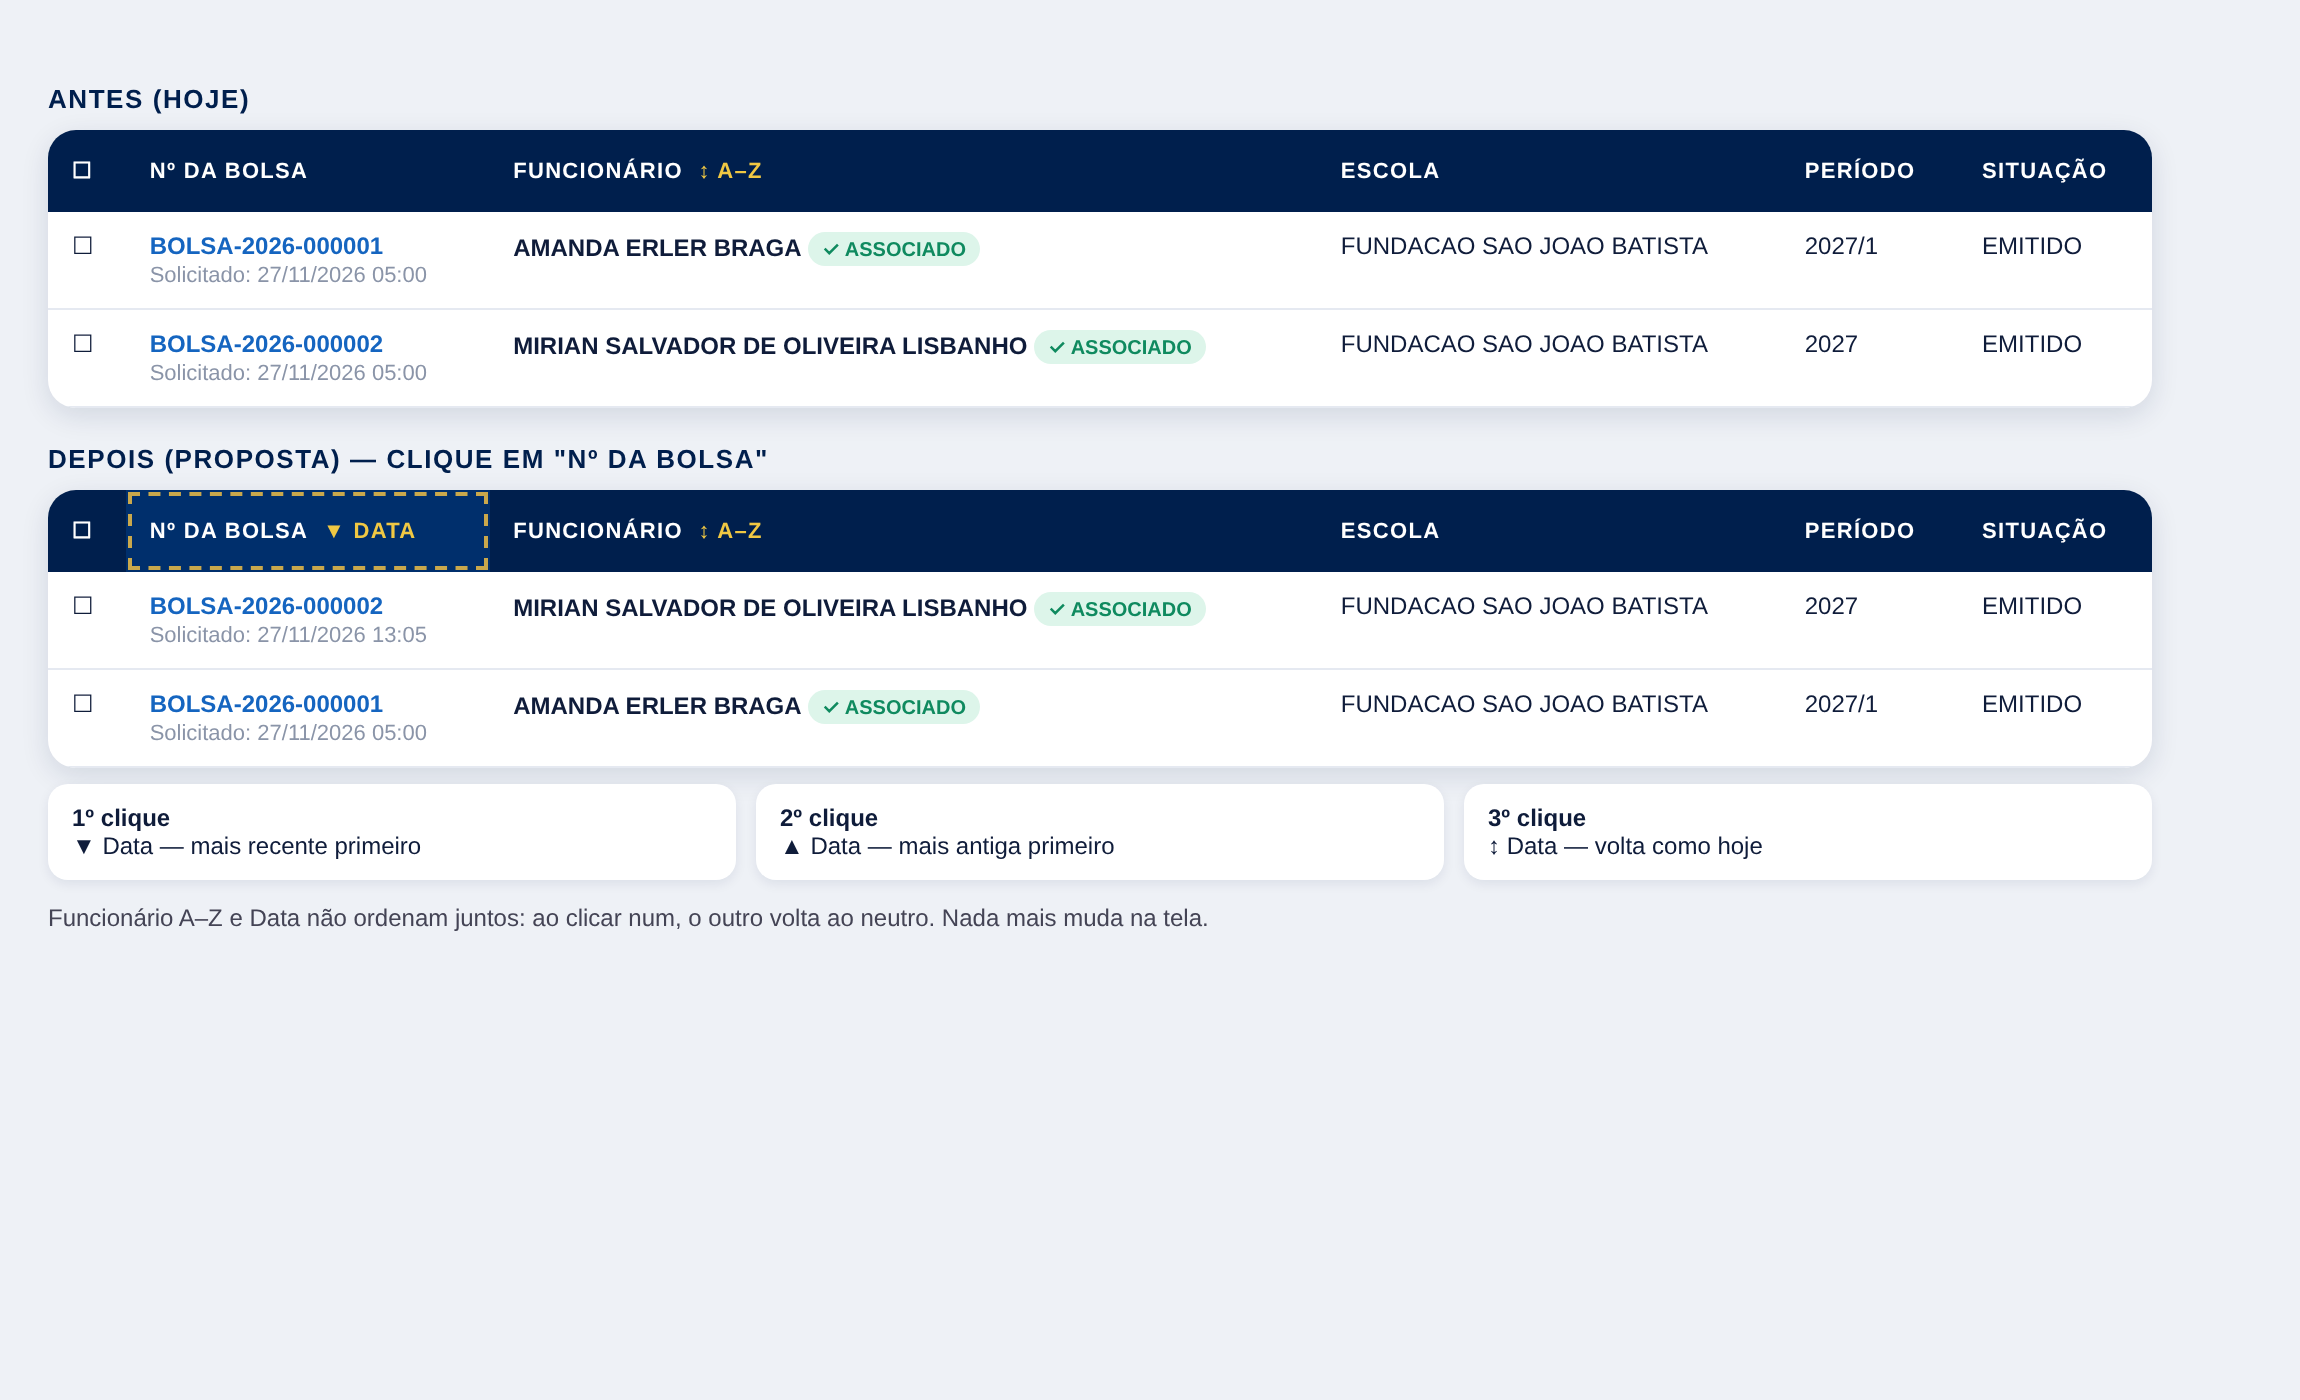 ANTES (HOJE)
☐ Nº DA BOLSA FUNCIONÁRIO ↕ A–Z ESCOLA PERÍODO SITUAÇÃO
☐ BOLSA-2026-000001 AMANDA ERLER BRAGA ✓ ASSOCIADO FUNDACAO SAO JOAO BATISTA 2027/1 EMITIDO
Solicitado: 27/11/2026 05:00
☐ BOLSA-2026-000002 MIRIAN SALVADOR DE OLIVEIRA LISBANHO ✓ ASSOCIADO FUNDACAO SAO JOAO BATISTA 2027 EMITIDO
Solicitado: 27/11/2026 05:00
DEPOIS (PROPOSTA) — CLIQUE EM "Nº DA BOLSA"
☐ Nº DA BOLSA ▼ DATA FUNCIONÁRIO ↕ A–Z ESCOLA PERÍODO SITUAÇÃO
☐ BOLSA-2026-000002 MIRIAN SALVADOR DE OLIVEIRA LISBANHO ✓ ASSOCIADO FUNDACAO SAO JOAO BATISTA 2027 EMITIDO
Solicitado: 27/11/2026 13:05
☐ BOLSA-2026-000001 AMANDA ERLER BRAGA ✓ ASSOCIADO FUNDACAO SAO JOAO BATISTA 2027/1 EMITIDO
Solicitado: 27/11/2026 05:00
1º clique
▼ Data — mais recente primeiro
2º clique
▲ Data — mais antiga primeiro
3º clique
↕ Data — volta como hoje
Funcionário A–Z e Data não ordenam juntos: ao clicar num, o outro volta ao neutro. Nada mais muda na tela.